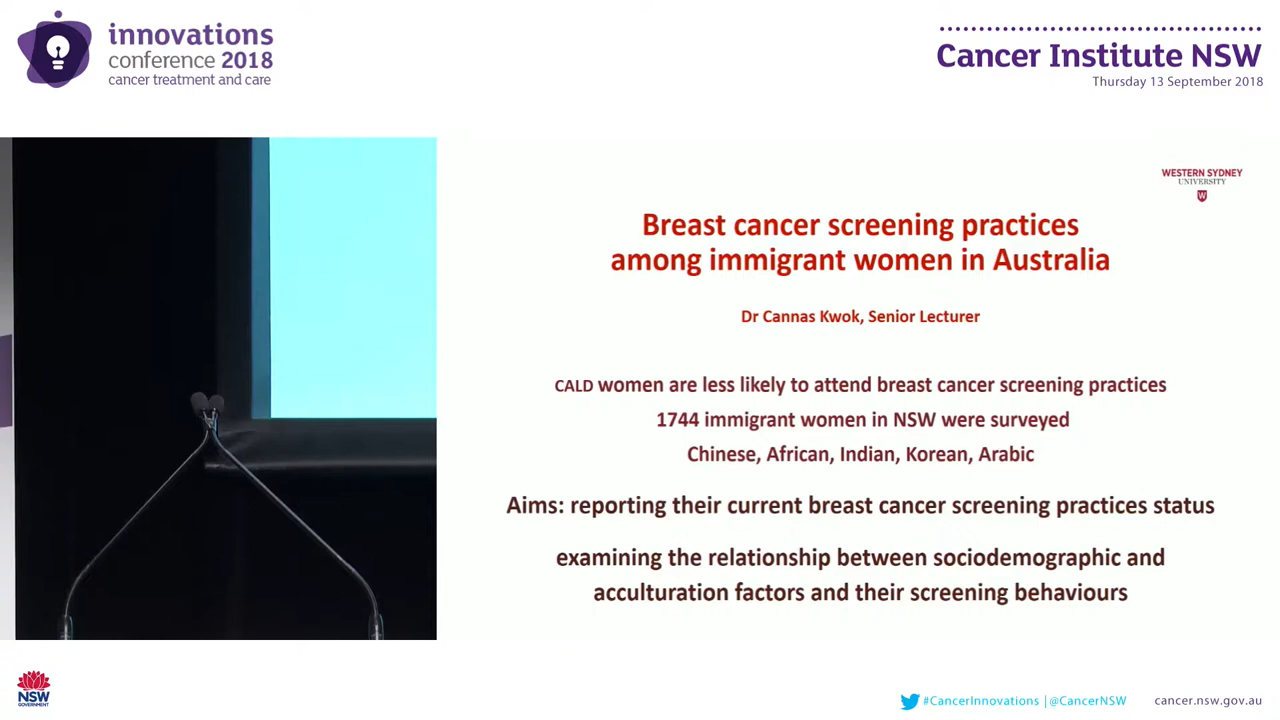 innovations
conference 2018
cancer treatment and care
Cancer Institute NSW
Thursday 13 September 2018
WESTERN SYDNEY
UNIVERSITY
W
Breast cancer screening practices
among immigrant women in Australia
Dr Cannas Kwok, Senior Lecturer
CALD women are less likely to attend breast cancer screening practices
1744 immigrant women in NSW were surveyed
Chinese, African, Indian, Korean, Arabic
Aims: reporting their current breast cancer screening practices status
examining the relationship between sociodemographic and
acculturation factors and their screening behaviours
NSW
GOVERNMENT
#CancerInnovations | @CancerNSW
cancer.nsw.gov.au